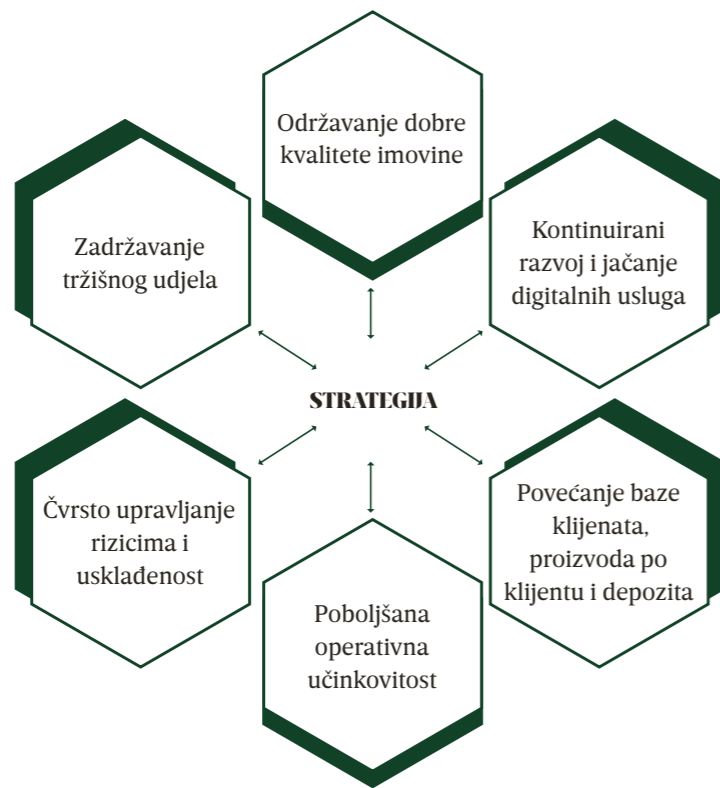 Održavanje dobre
kvalitete imovine
Kontinuirani
razvoj i jačanje
digitalnih usluga
Povećanje baze
klijenata,
proizvoda po
klijentu i depozita
Poboljšana
operativna
učinkovitost
Čvrsto upravljanje
rizicima i
usklađenost
Zadržavanje
tržišnog udjela
STRATEGIJA